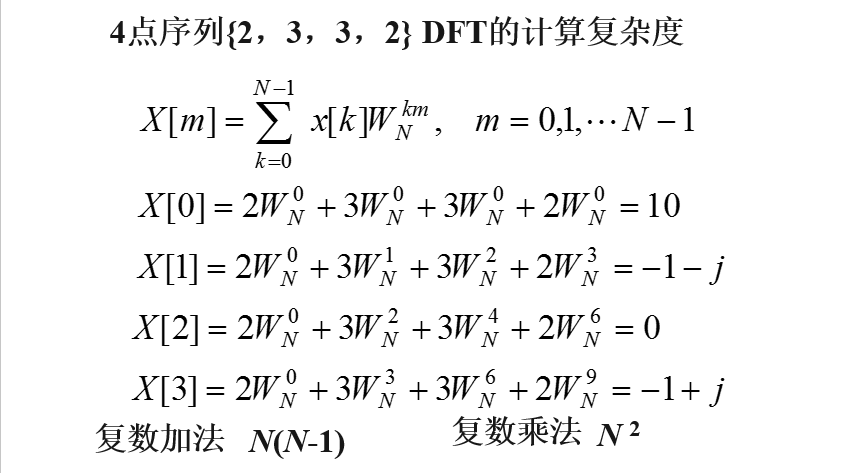 4点序列{2，3，3，2} DFT的计算复杂度
X[m] = \sum_{k=0}^{N-1} x[k]W_N^{km}, m = 0,1,⋯N − 1
X[0] = 2W_N^0 + 3W_N^0 + 3W_N^0 + 2W_N^0 = 10
X[1] = 2W_N^0 + 3W_N^1 + 3W_N^2 + 2W_N^3 = −1 − j
X[2] = 2W_N^0 + 3W_N^2 + 3W_N^4 + 2W_N^6 = 0
X[3] = 2W_N^0 + 3W_N^3 + 3W_N^6 + 2W_N^9 = −1 + j
复数加法 N(N-1) 复数乘法 N^2